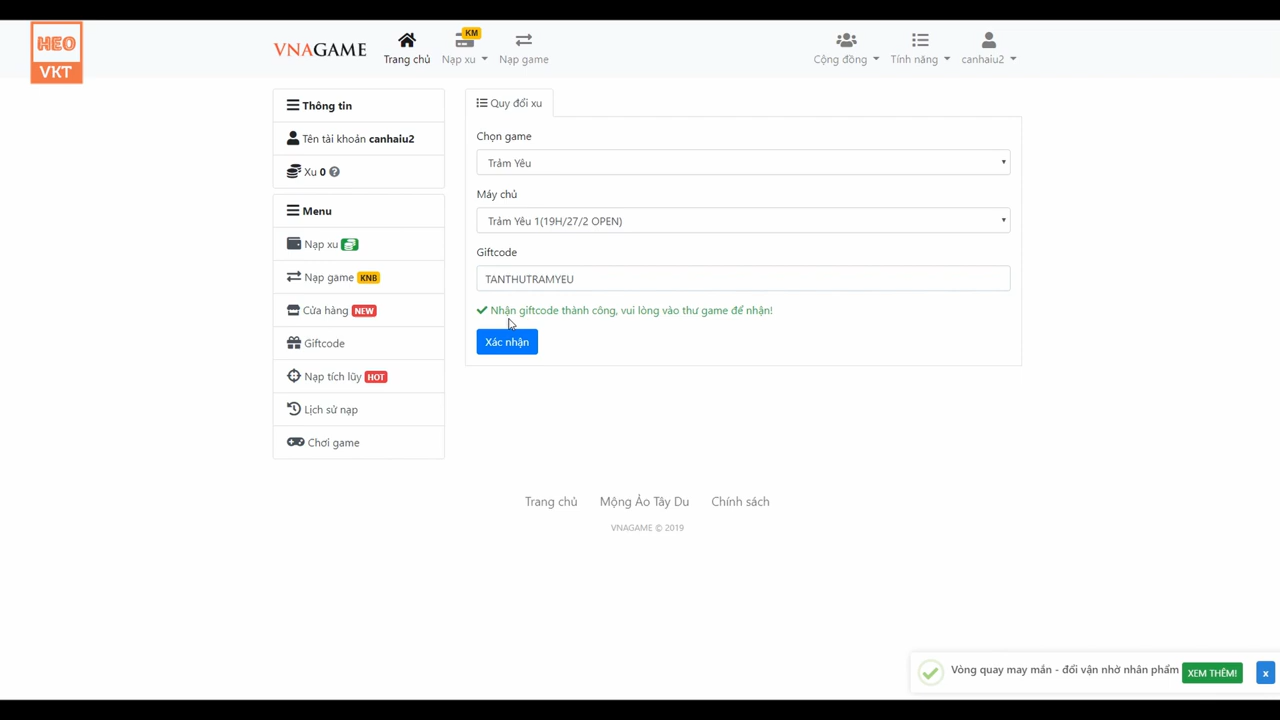 HEO
VKT
VNAGAME
Trang chủ
KM
Nạp xu
Nạp game
Cộng đồng
Tính năng
canhaiu2
Thông tin
Tên tài khoản canhaiu2
Xu 0
Menu
Nạp xu
Nạp game KNB
Cửa hàng NEW
Giftcode
Nạp tích lũy HOT
Lịch sử nạp
Chơi game
Quy đổi xu
Chọn game
Trảm Yêu
Máy chủ
Trảm Yêu 1(19H/27/2 OPEN)
Giftcode
TANTHUTRAMYEU
Nhận giftcode thành công, vui lòng vào thư game để nhận!
Xác nhận
Trang chủ Mộng Ảo Tây Du Chính sách
VNAGAME © 2019
Vòng quay may mắn - đổi vận nhờ nhân phẩm XEM THÊM! x